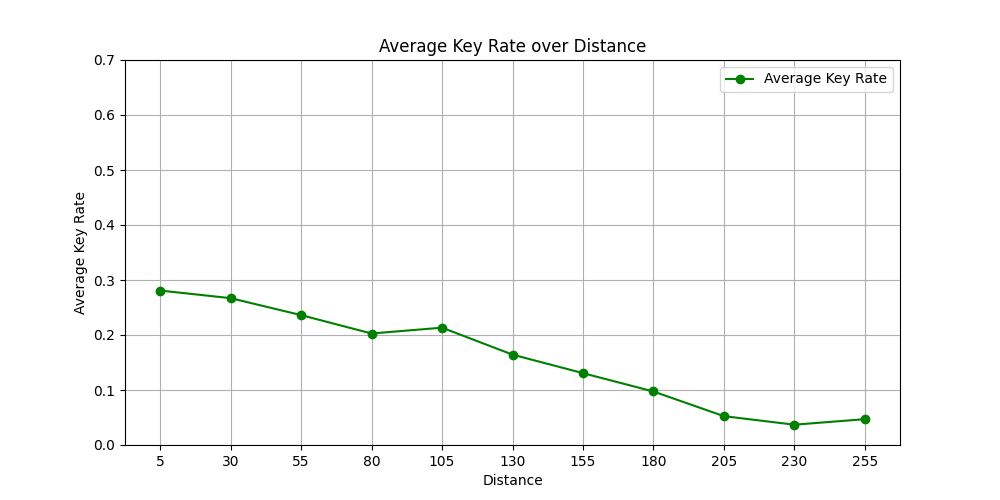 Average Key Rate over Distance
0.7
Average Key Rate
0.6
0.5
0.4
Average Key Rate
0.3
0.2
0.1
0.0
5 30 55 80 105 130 155 180 205 230 255
Distance